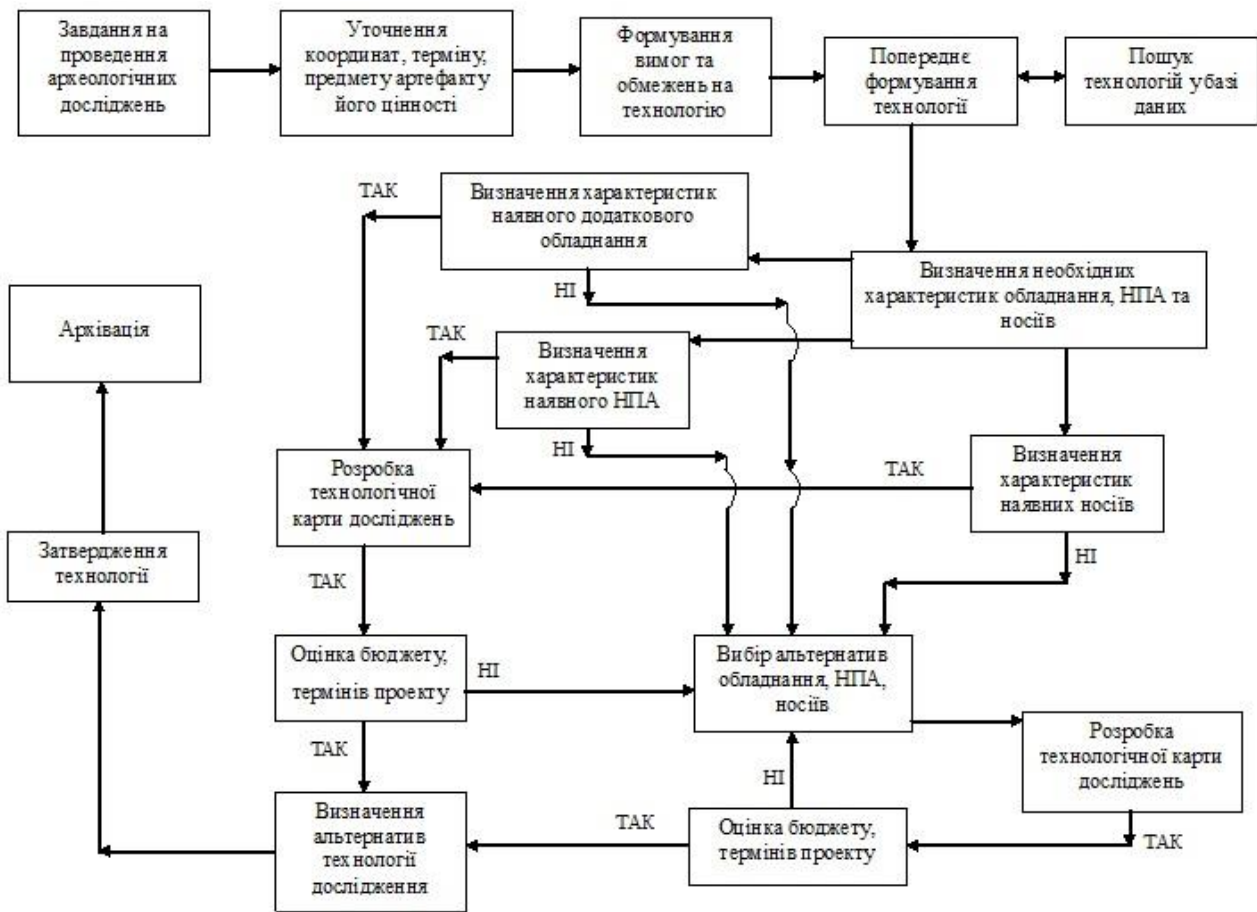 Завдання на
проведення
археологічних
досліджень
Уточнення
координат, терміну,
предмету артефакту
його цінності
Формування
вимог та
обмежень на
технологію
Попереднє
формування
технології
Пошук
технологій у базі
даних
ТАК
Визначення характеристик
наявного додаткового
обладнання
НІ
Визначення необхідних
характеристик обладнання, НПА та
носіїв
Архівація
ТАК
Визначення
характеристик
наявного НПА
НІ
Розробка
технологічної
карти досліджень
ТАК
Визначення
характеристик
наявних носіїв
НІ
Затвердження
технології
ТАК
Оцінка бюджету,
термінів проекту
НІ
Вибір альтернатив
обладнання, НПА,
носіїв
ТАК
Розробка
технологічної карти
досліджень
НІ
Визначення
альтернатив
технології
дослідження
ТАК
Оцінка бюджету,
термінів проекту
ТАК